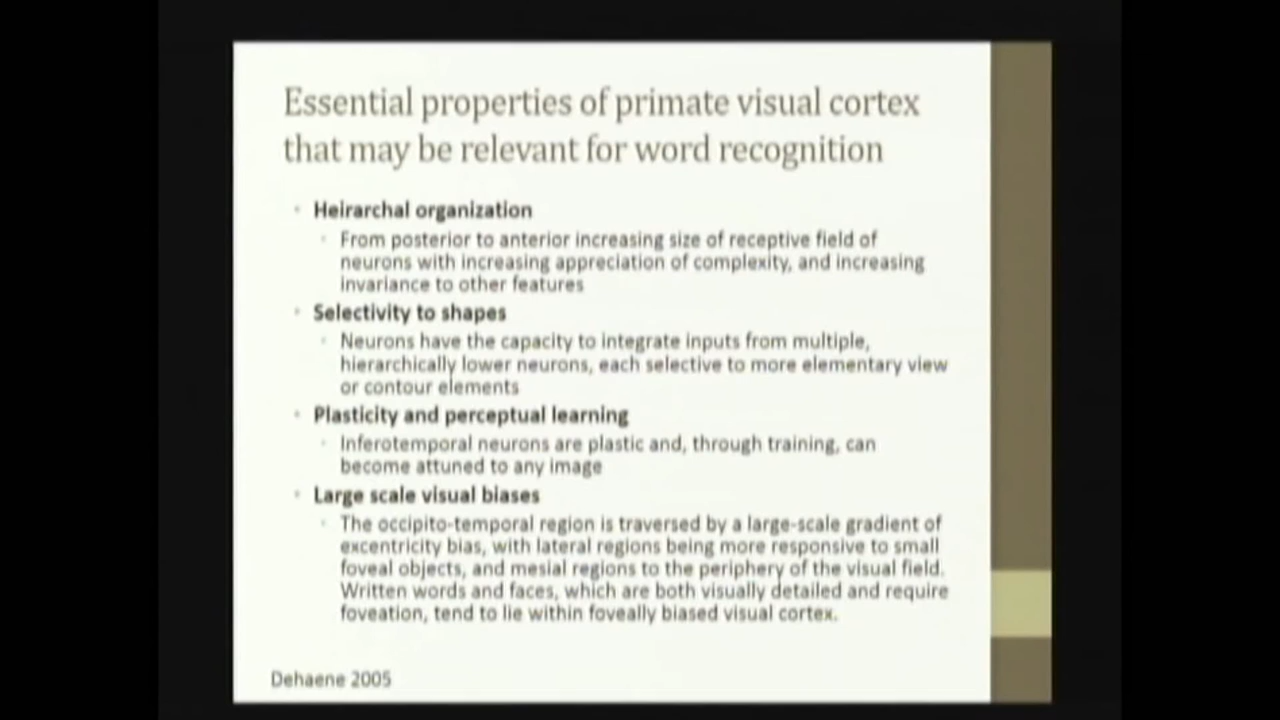 Essential properties of primate visual cortex
that may be relevant for word recognition
Heirarchal organization
From posterior to anterior increasing size of receptive field of
neurons with increasing appreciation of complexity, and increasing
invariance to other features
Selectivity to shapes
Neurons have the capacity to integrate inputs from multiple,
hierarchically lower neurons, each selective to more elementary view
or contour elements
Plasticity and perceptual learning
Inferotemporal neurons are plastic and, through training, can
become attuned to any image
Large scale visual biases
The occipito-temporal region is traversed by a large-scale gradient of
excentricity bias, with lateral regions being more responsive to small
foveal objects, and mesial regions to the periphery of the visual field.
Written words and faces, which are both visually detailed and require
foveation, tend to lie within foveally biased visual cortex.
Dehaene 2005